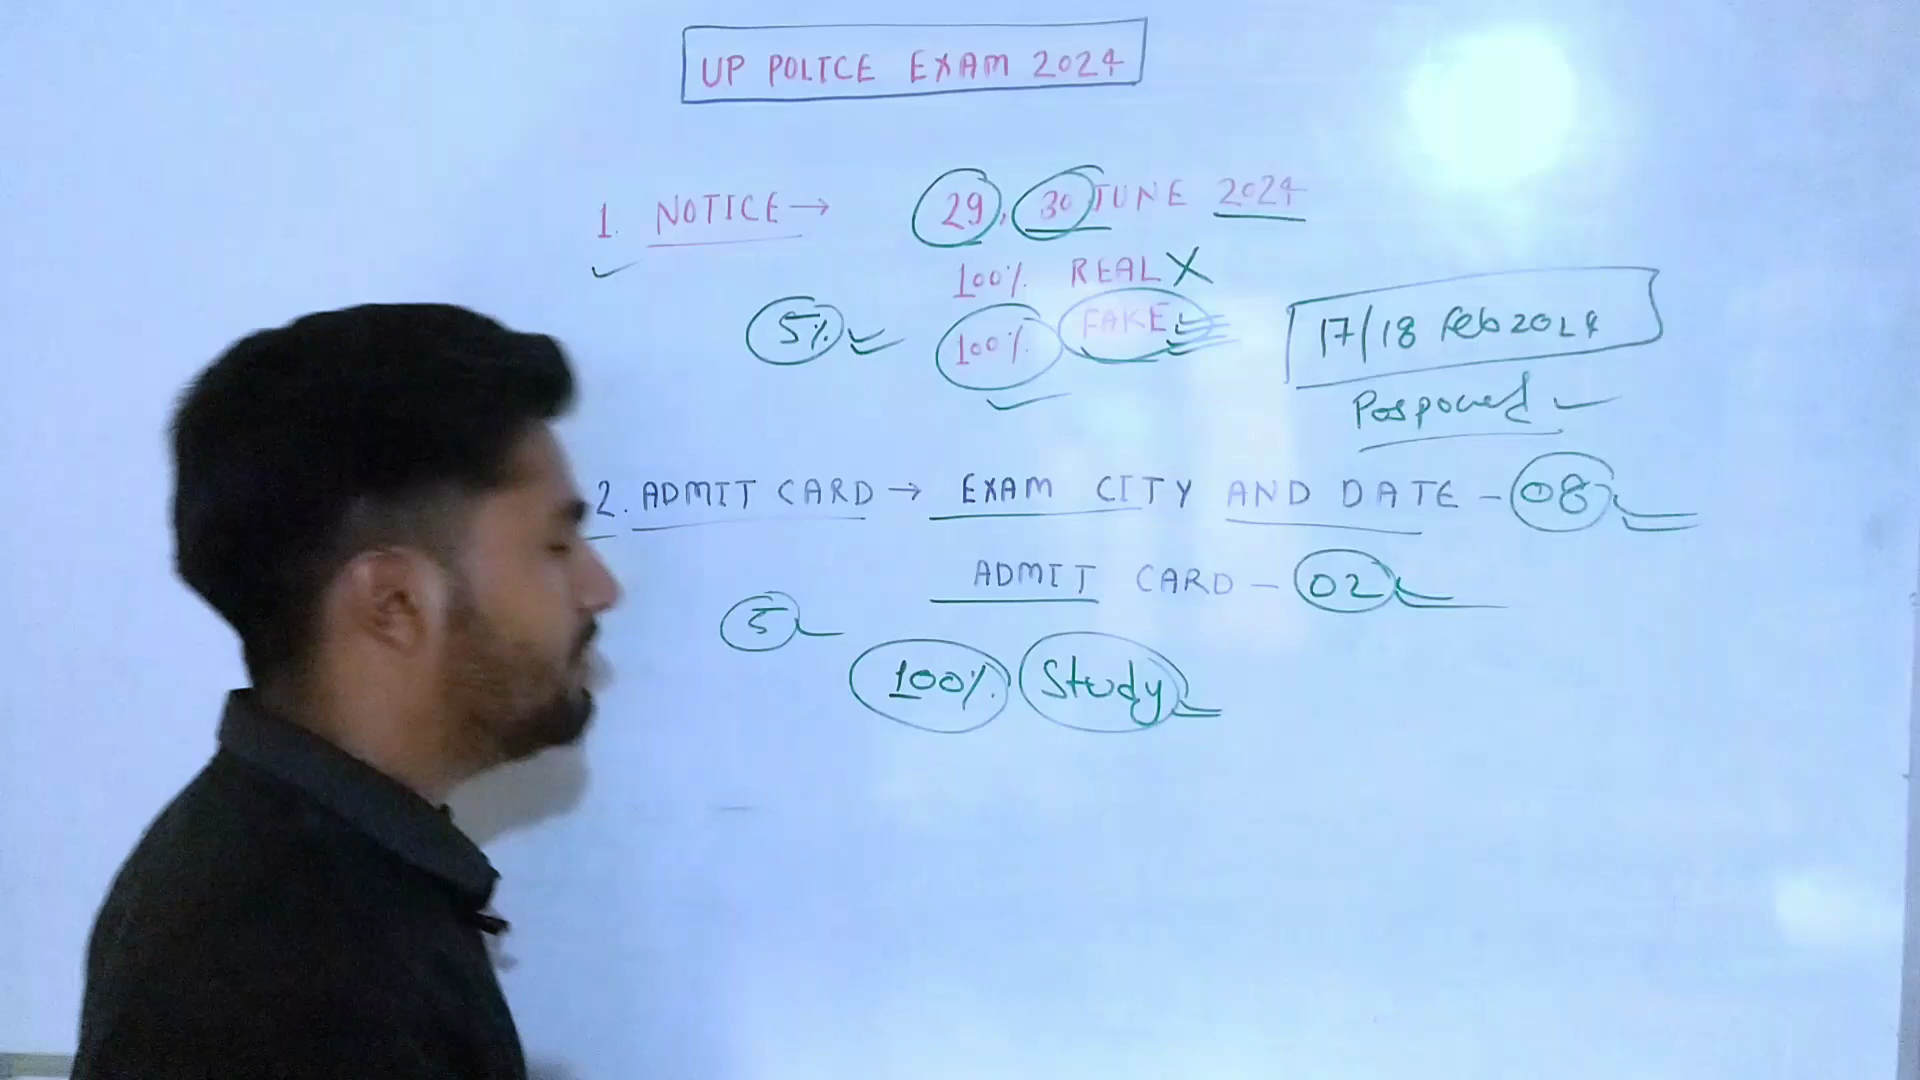 UP POLICE EXAM 2024
1. NOTICE → 29, 30 JUNE 2024
100% REAL X
5% 100% FAKE
17/18 Feb 2024
Pospoued
2. ADMIT CARD → EXAM CITY AND DATE - 08
ADMIT CARD - 02
5
100% Study